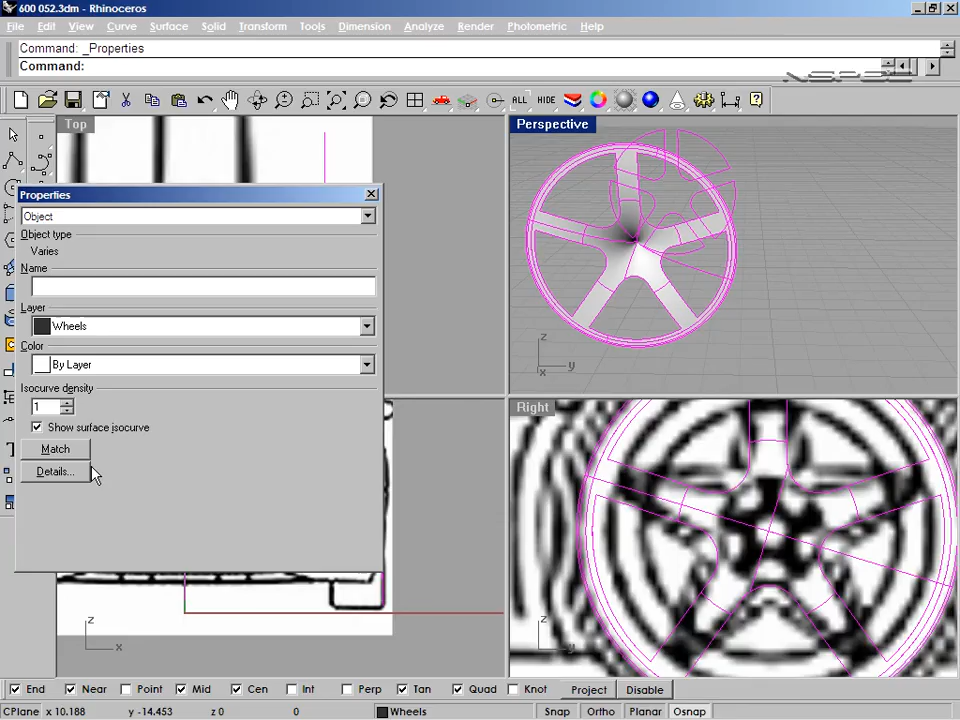 600 052.3dm - Rhinoceros
File Edit View Curve Surface Solid Transform Tools Dimension Analyze Render Photometric Help
Command: _Properties
Command:
ALL HIDE
Top
Perspective
Properties
Object
Object type
Varies
Name
Layer
Wheels
Color
By Layer
Isocurve density
1
Show surface isocurve
Match
Details...
Right
z
y
x
z
x
z
y
End Near Point Mid Cen Int Perp Tan Quad Knot Project Disable
CPlane x 10.188 y -14.453 z 0 0 Wheels Snap Ortho Planar Osnap